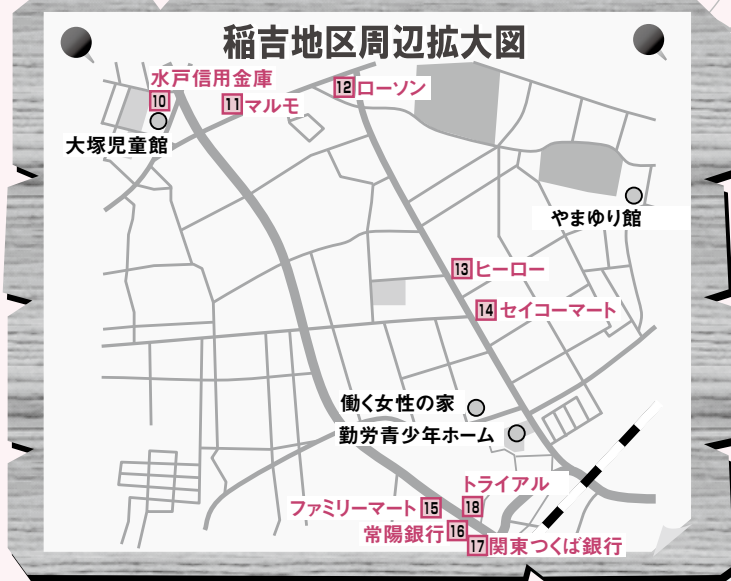 稲吉地区周辺拡大図
水戸信用金庫
10
11 マルモ
12 ローソン
大塚児童館
やまゆり館
13 ヒーロー
14 セイコーマート
働く女性の家
勤労青少年ホーム
トライアル
ファミリーマート 15
18
常陽銀行 16
17 関東つくば銀行